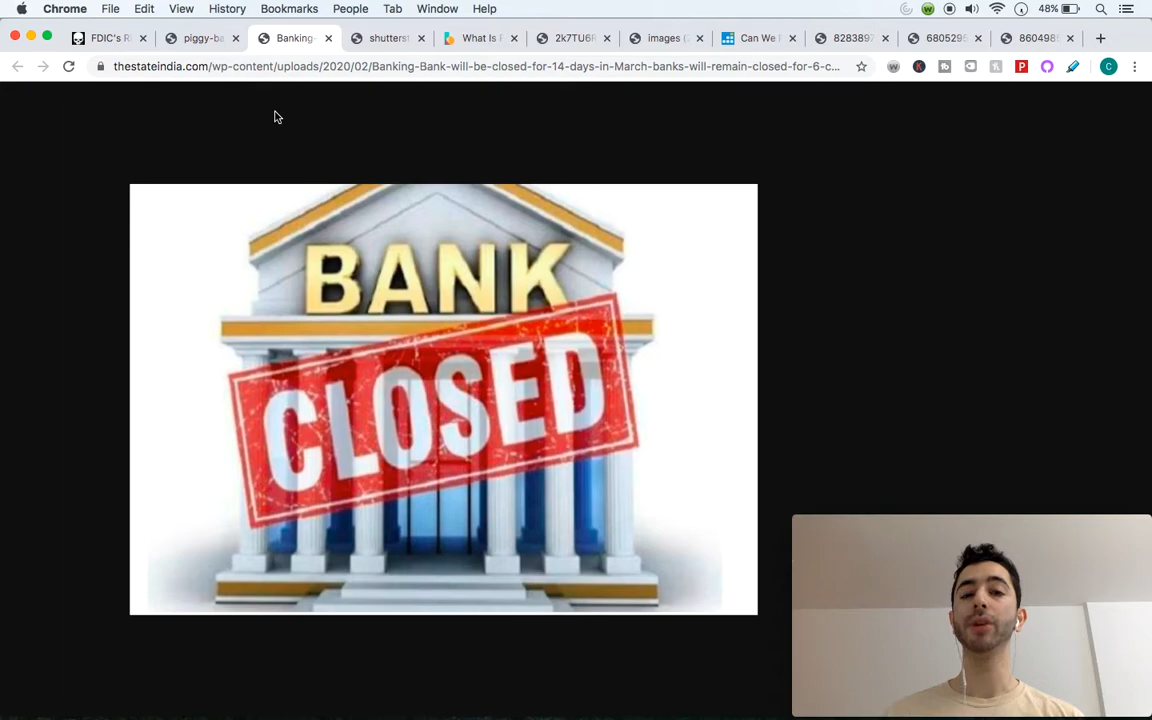 Chrome File Edit View History Bookmarks People Tab Window Help 48%
FDIC's R piggy-ba Banking- shutterst What Is F 2k7TU6R images ( Can We 8283897 680529 860498
thestateindia.com/wp-content/uploads/2020/02/Banking-Bank-will-be-closed-for-14-days-in-March-banks-will-remain-closed-for-6-c...
BANK
CLOSED